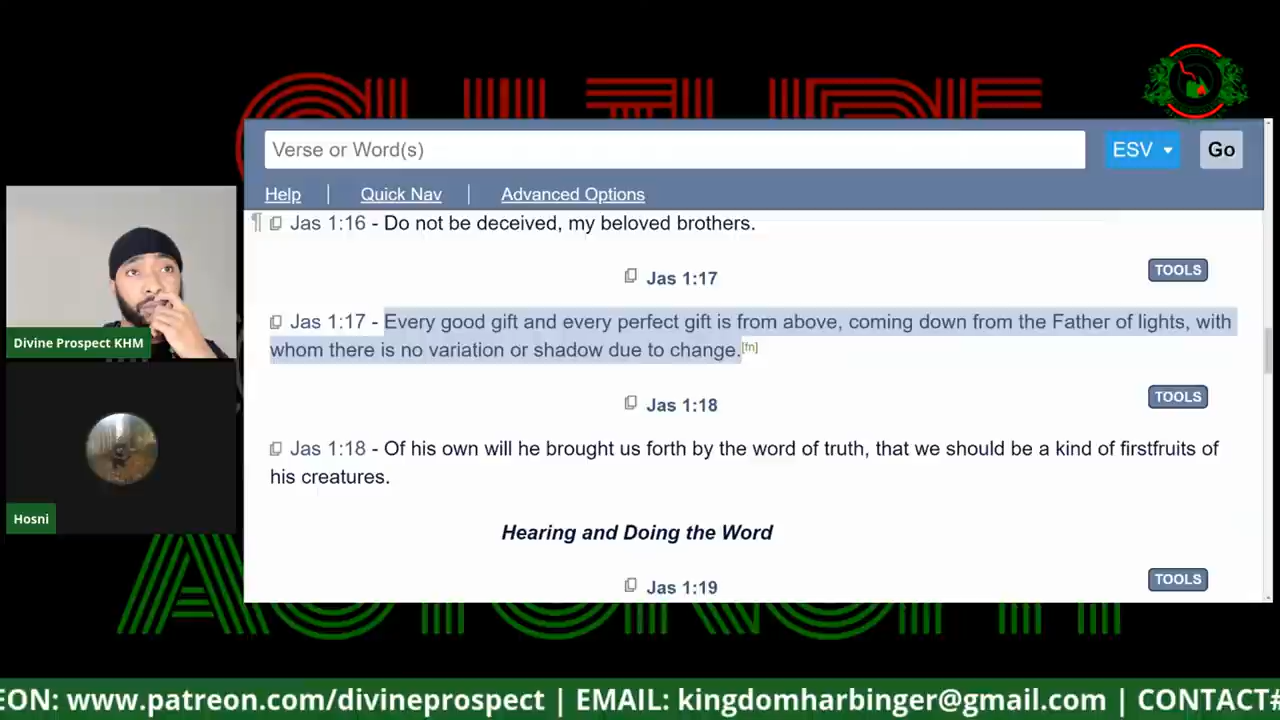 Verse or Word(s)
ESV
Go
Help | Quick Nav | Advanced Options
¶ Jas 1:16 - Do not be deceived, my beloved brothers.
Jas 1:17
TOOLS
Jas 1:17 - Every good gift and every perfect gift is from above, coming down from the Father of lights, with
whom there is no variation or shadow due to change.[fn]
Jas 1:18
TOOLS
Jas 1:18 - Of his own will he brought us forth by the word of truth, that we should be a kind of firstfruits of
his creatures.
Hearing and Doing the Word
Jas 1:19
TOOLS
Divine Prospect KHM
Hosni
EON: www.patreon.com/divineprospect | EMAIL: kingdomharbinger@gmail.com | CONTACT#